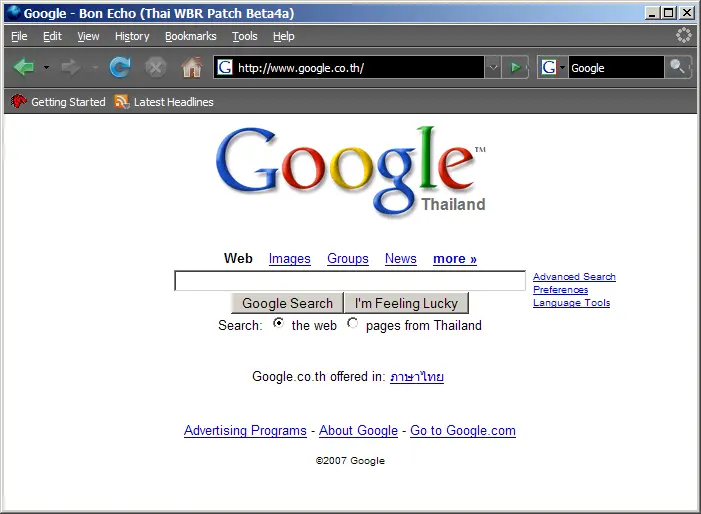 Google - Bon Echo (Thai WBR Patch Beta4a)
File Edit View History Bookmarks Tools Help
G http://www.google.co.th/ G Google
Getting Started Latest Headlines
Google™
Thailand
Web Images Groups News more »
Advanced Search
Preferences
Language Tools
Google Search I'm Feeling Lucky
Search: the web pages from Thailand
Google.co.th offered in: ภาษาไทย
Advertising Programs - About Google - Go to Google.com
©2007 Google